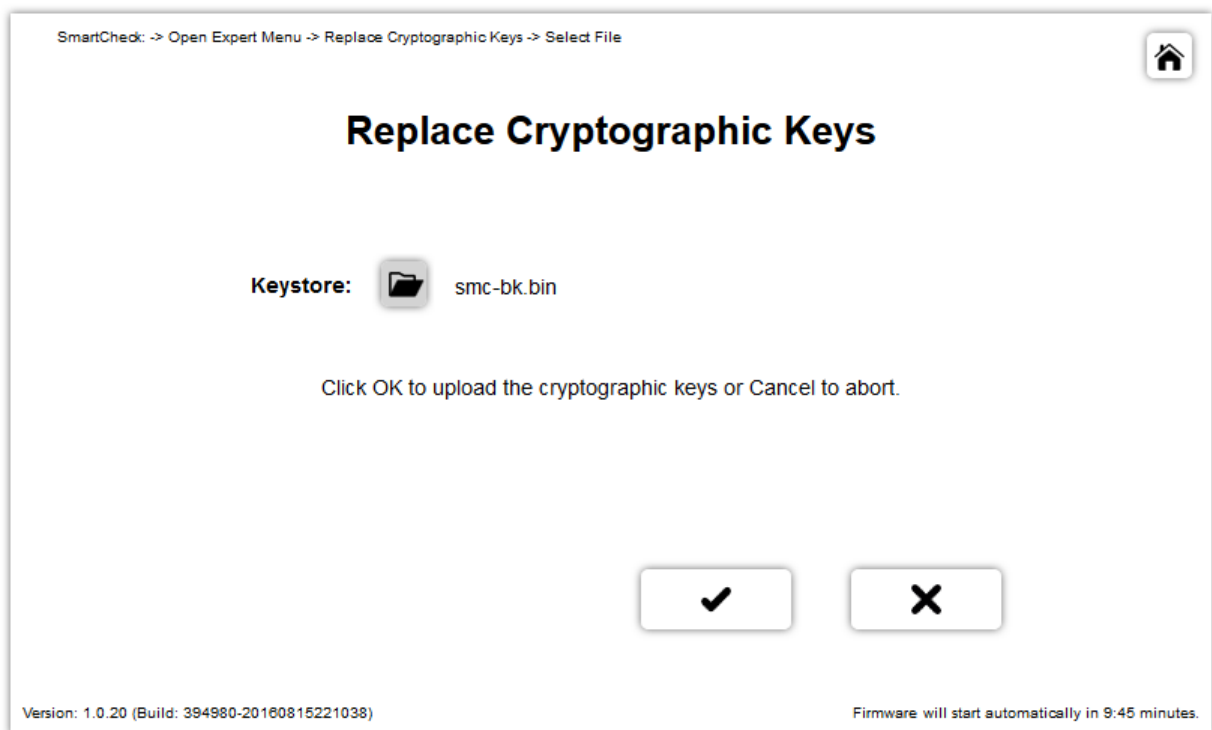 SmartCheck: -> Open Expert Menu -> Replace Cryptographic Keys -> Select File
Replace Cryptographic Keys
Keystore: smc-bk.bin
Click OK to upload the cryptographic keys or Cancel to abort.
Version: 1.0.20 (Build: 394980-20160815221038) Firmware will start automatically in 9:45 minutes.